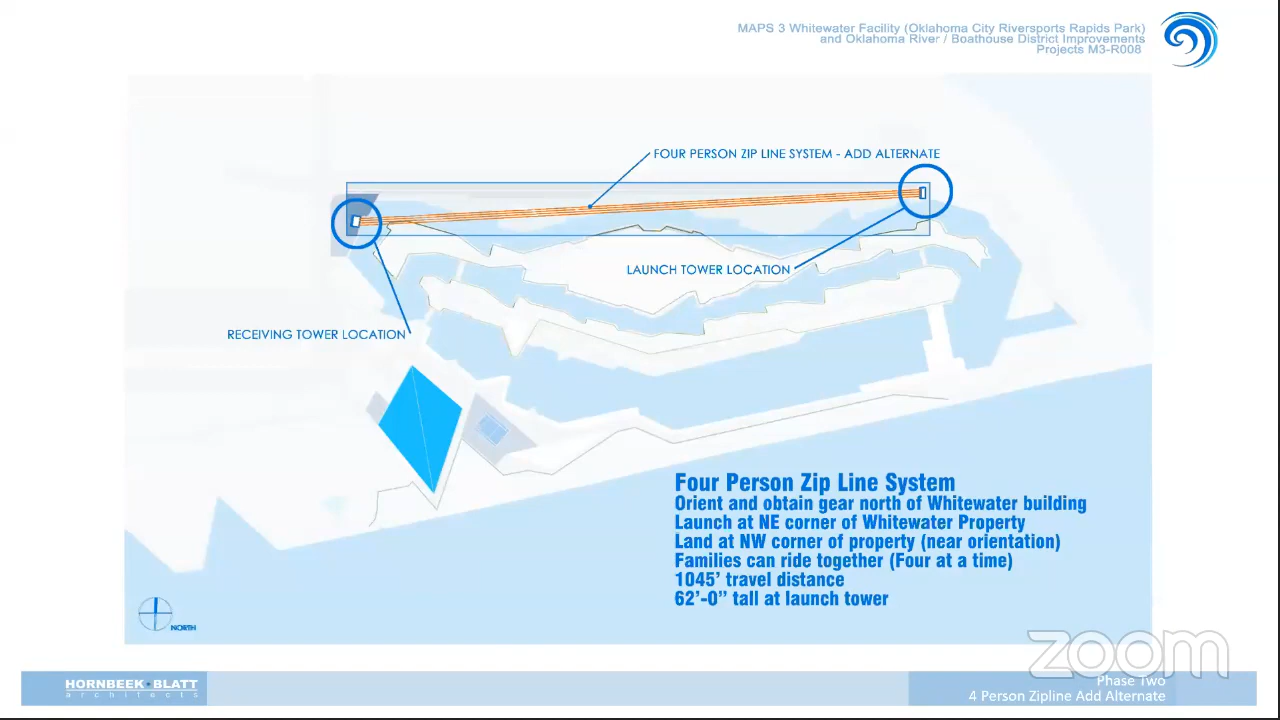 MAPS 3 Whitewater Facility (Oklahoma City Riversports Rapids Park)
and Oklahoma River / Boathouse District Improvements
Projects M3-R008
FOUR PERSON ZIP LINE SYSTEM - ADD ALTERNATE
LAUNCH TOWER LOCATION
RECEIVING TOWER LOCATION
Four Person Zip Line System
Orient and obtain gear north of Whitewater building
Launch at NE corner of Whitewater Property
Land at NW corner of property (near orientation)
Families can ride together (Four at a time)
1045’ travel distance
62’-0” tall at launch tower
NORTH
zoom
HORNBEEK•BLATT
architects
Phase Two
4 Person Zipline Add Alternate